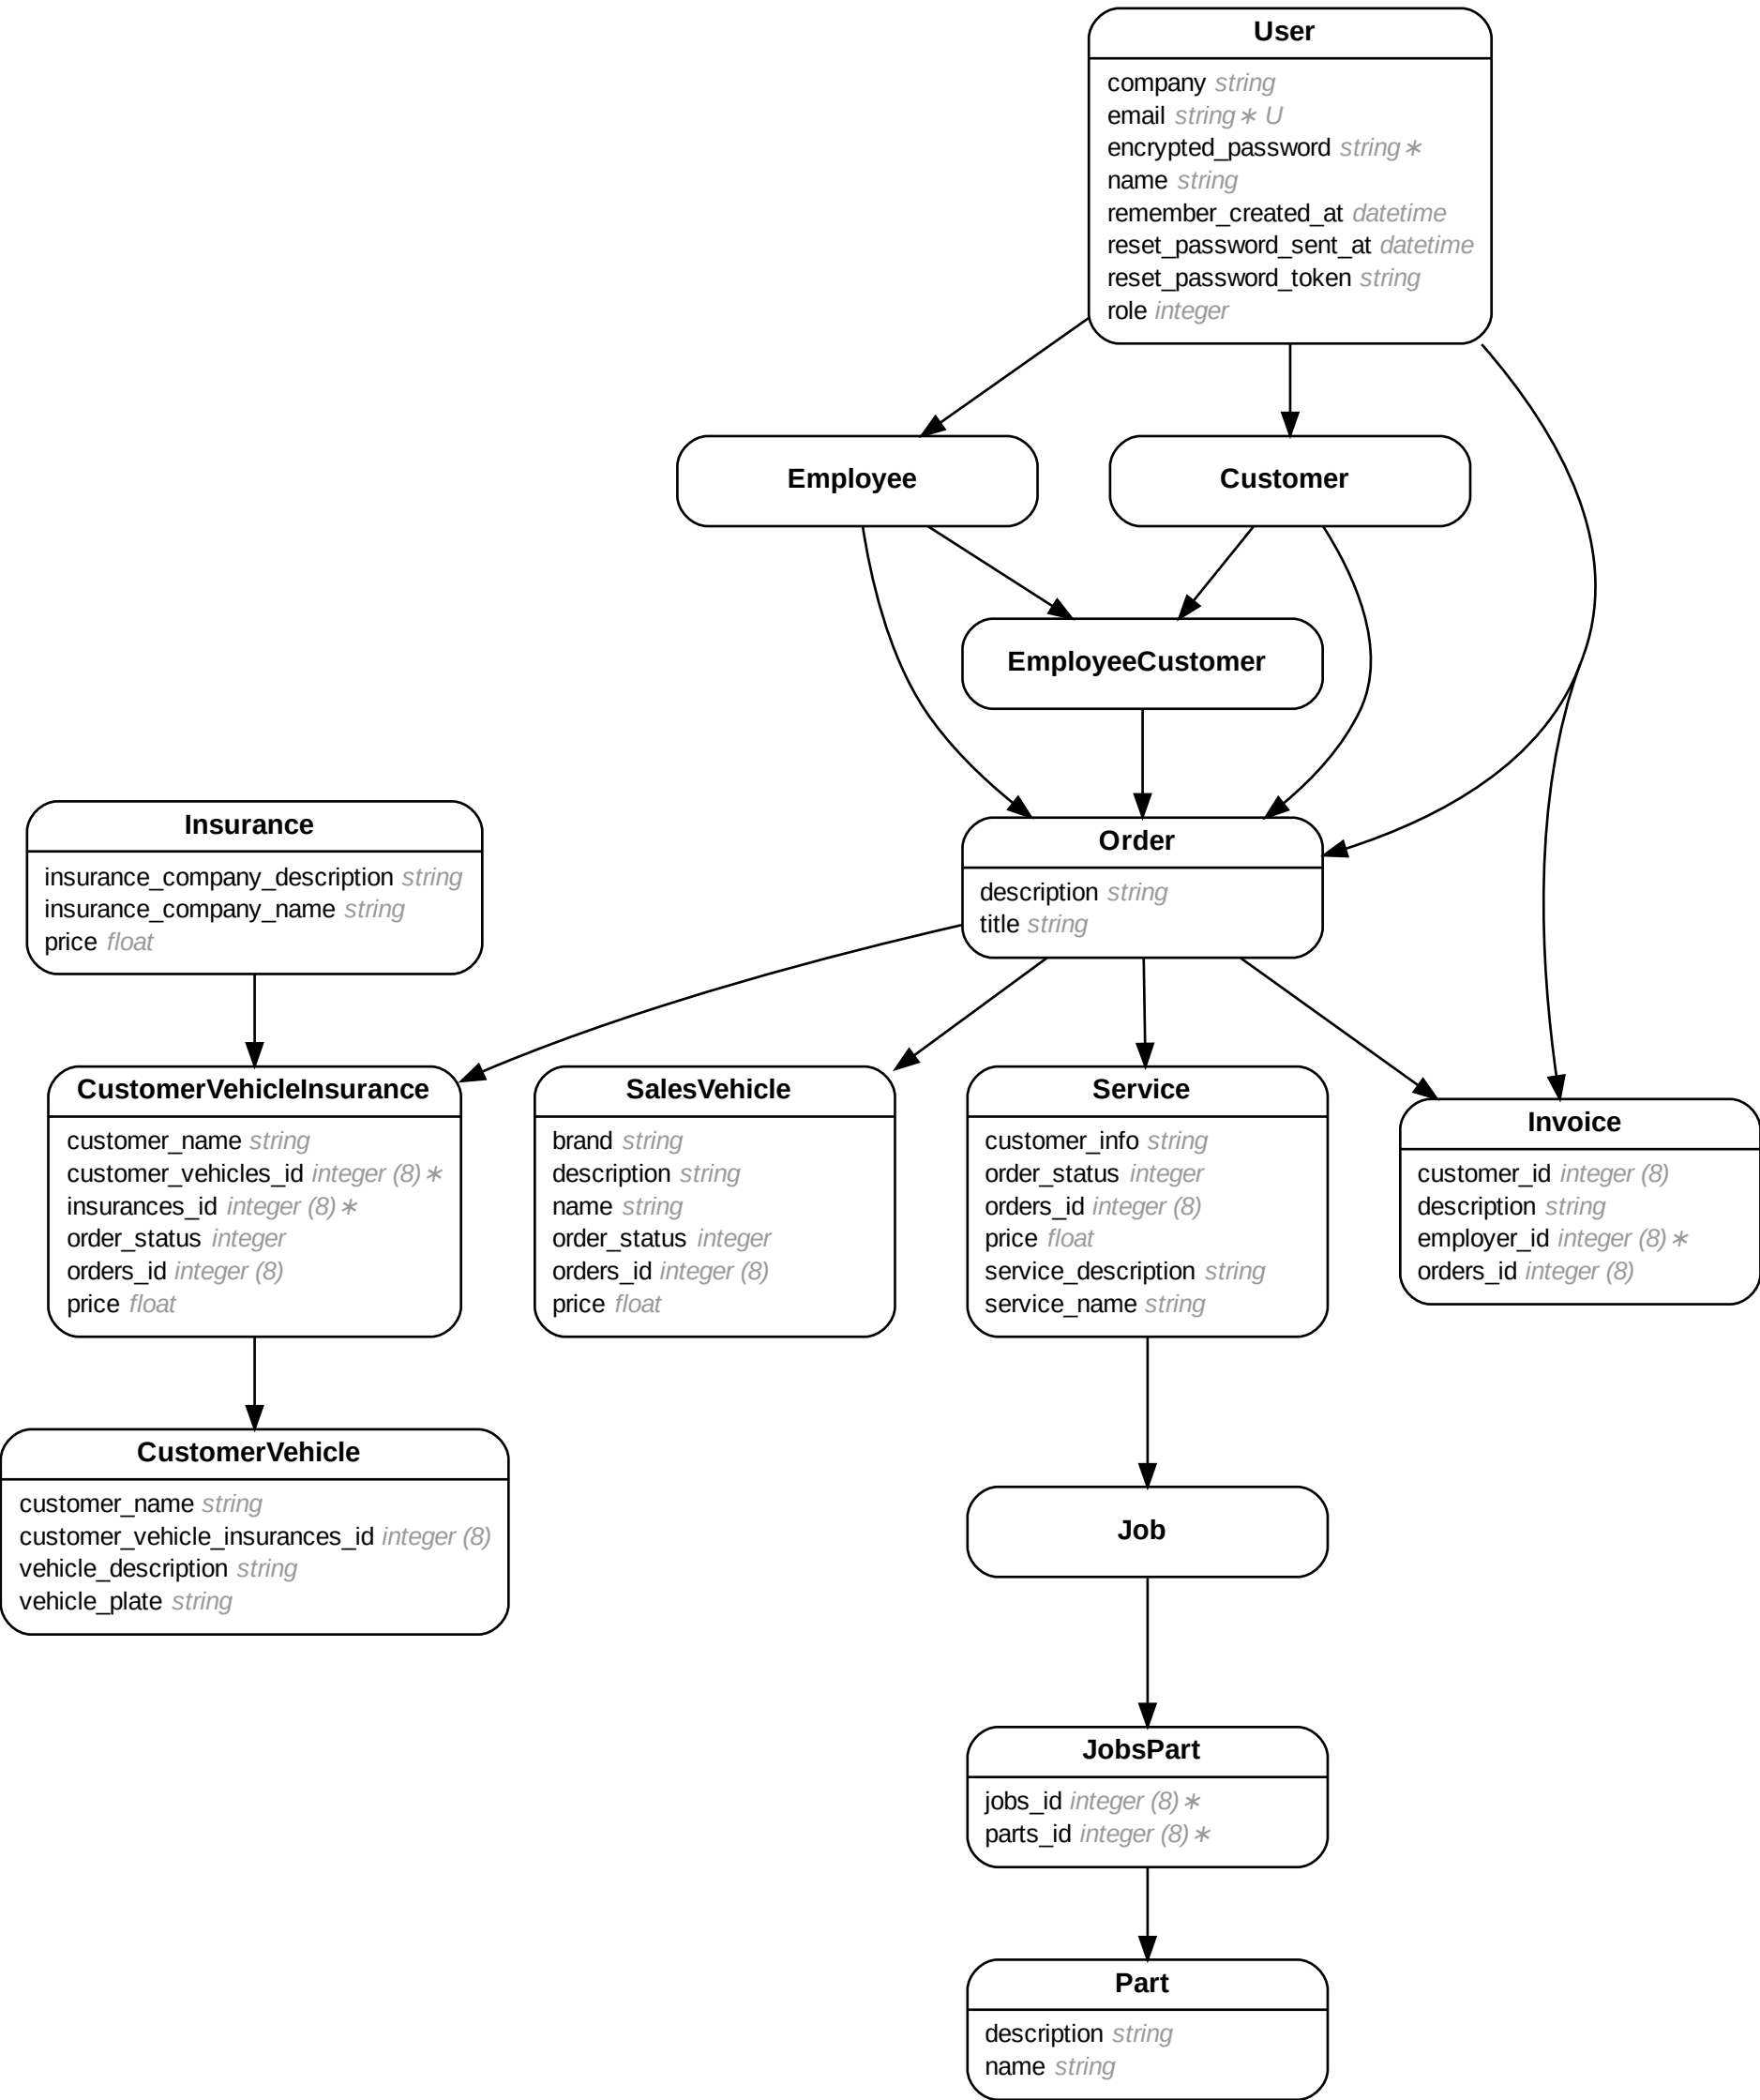 User
company string
email string∗ U
encrypted_password string∗
name string
remember_created_at datetime
reset_password_sent_at datetime
reset_password_token string
role integer
Employee
Customer
EmployeeCustomer
Insurance
insurance_company_description string
insurance_company_name string
price float
Order
description string
title string
CustomerVehicleInsurance
customer_name string
customer_vehicles_id integer (8)∗
insurances_id integer (8)∗
order_status integer
orders_id integer (8)
price float
SalesVehicle
brand string
description string
name string
order_status integer
orders_id integer (8)
price float
Service
customer_info string
order_status integer
orders_id integer (8)
price float
service_description string
service_name string
Invoice
customer_id integer (8)
description string
employer_id integer (8)∗
orders_id integer (8)
CustomerVehicle
customer_name string
customer_vehicle_insurances_id integer (8)
vehicle_description string
vehicle_plate string
Job
JobsPart
jobs_id integer (8)∗
parts_id integer (8)∗
Part
description string
name string